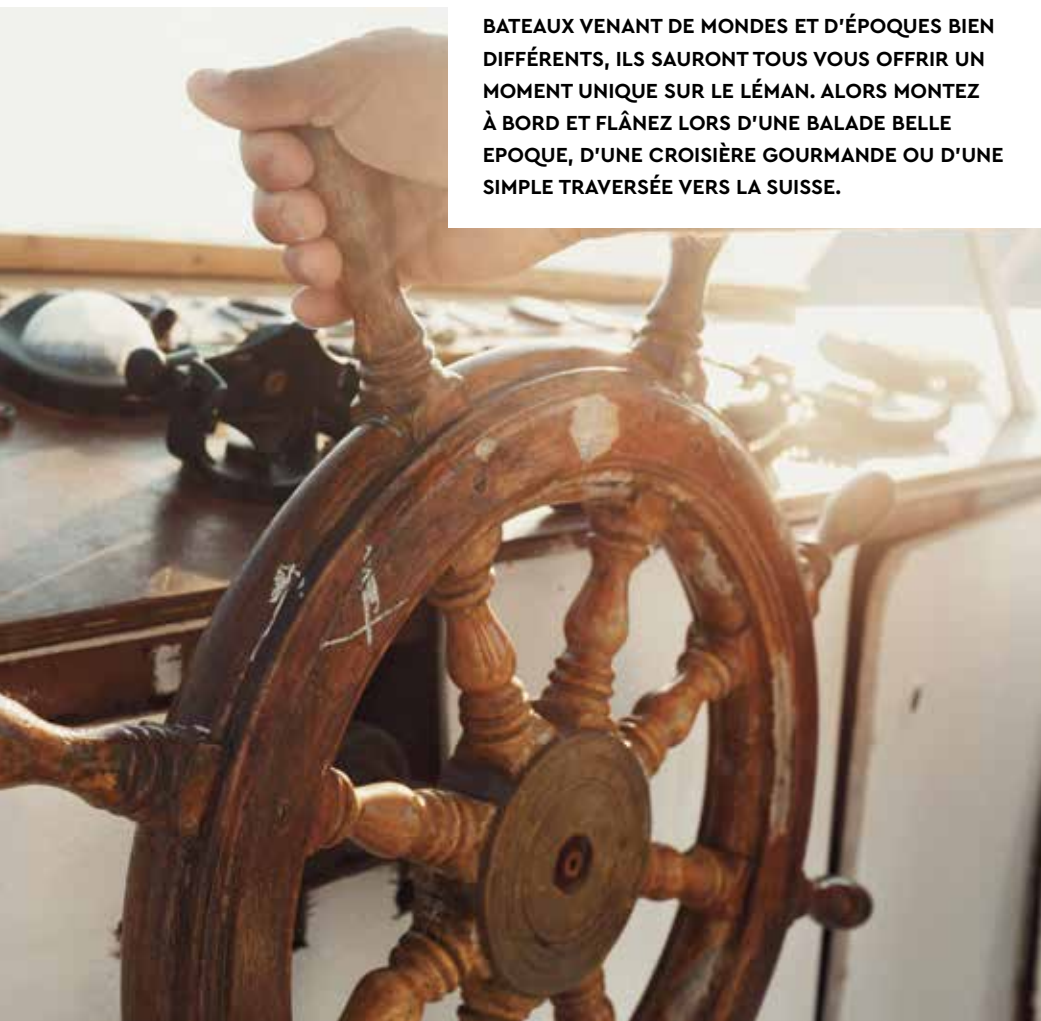 BATEAUX VENANT DE MONDES ET D'ÉPOQUES BIEN
DIFFÉRENTS, ILS SAURONT TOUS VOUS OFFRIR UN
MOMENT UNIQUE SUR LE LÉMAN. ALORS MONTEZ
À BORD ET FLÂNEZ LORS D'UNE BALADE BELLE
EPOQUE, D'UNE CROISIÈRE GOURMANDE OU D'UNE
SIMPLE TRAVERSÉE VERS LA SUISSE.